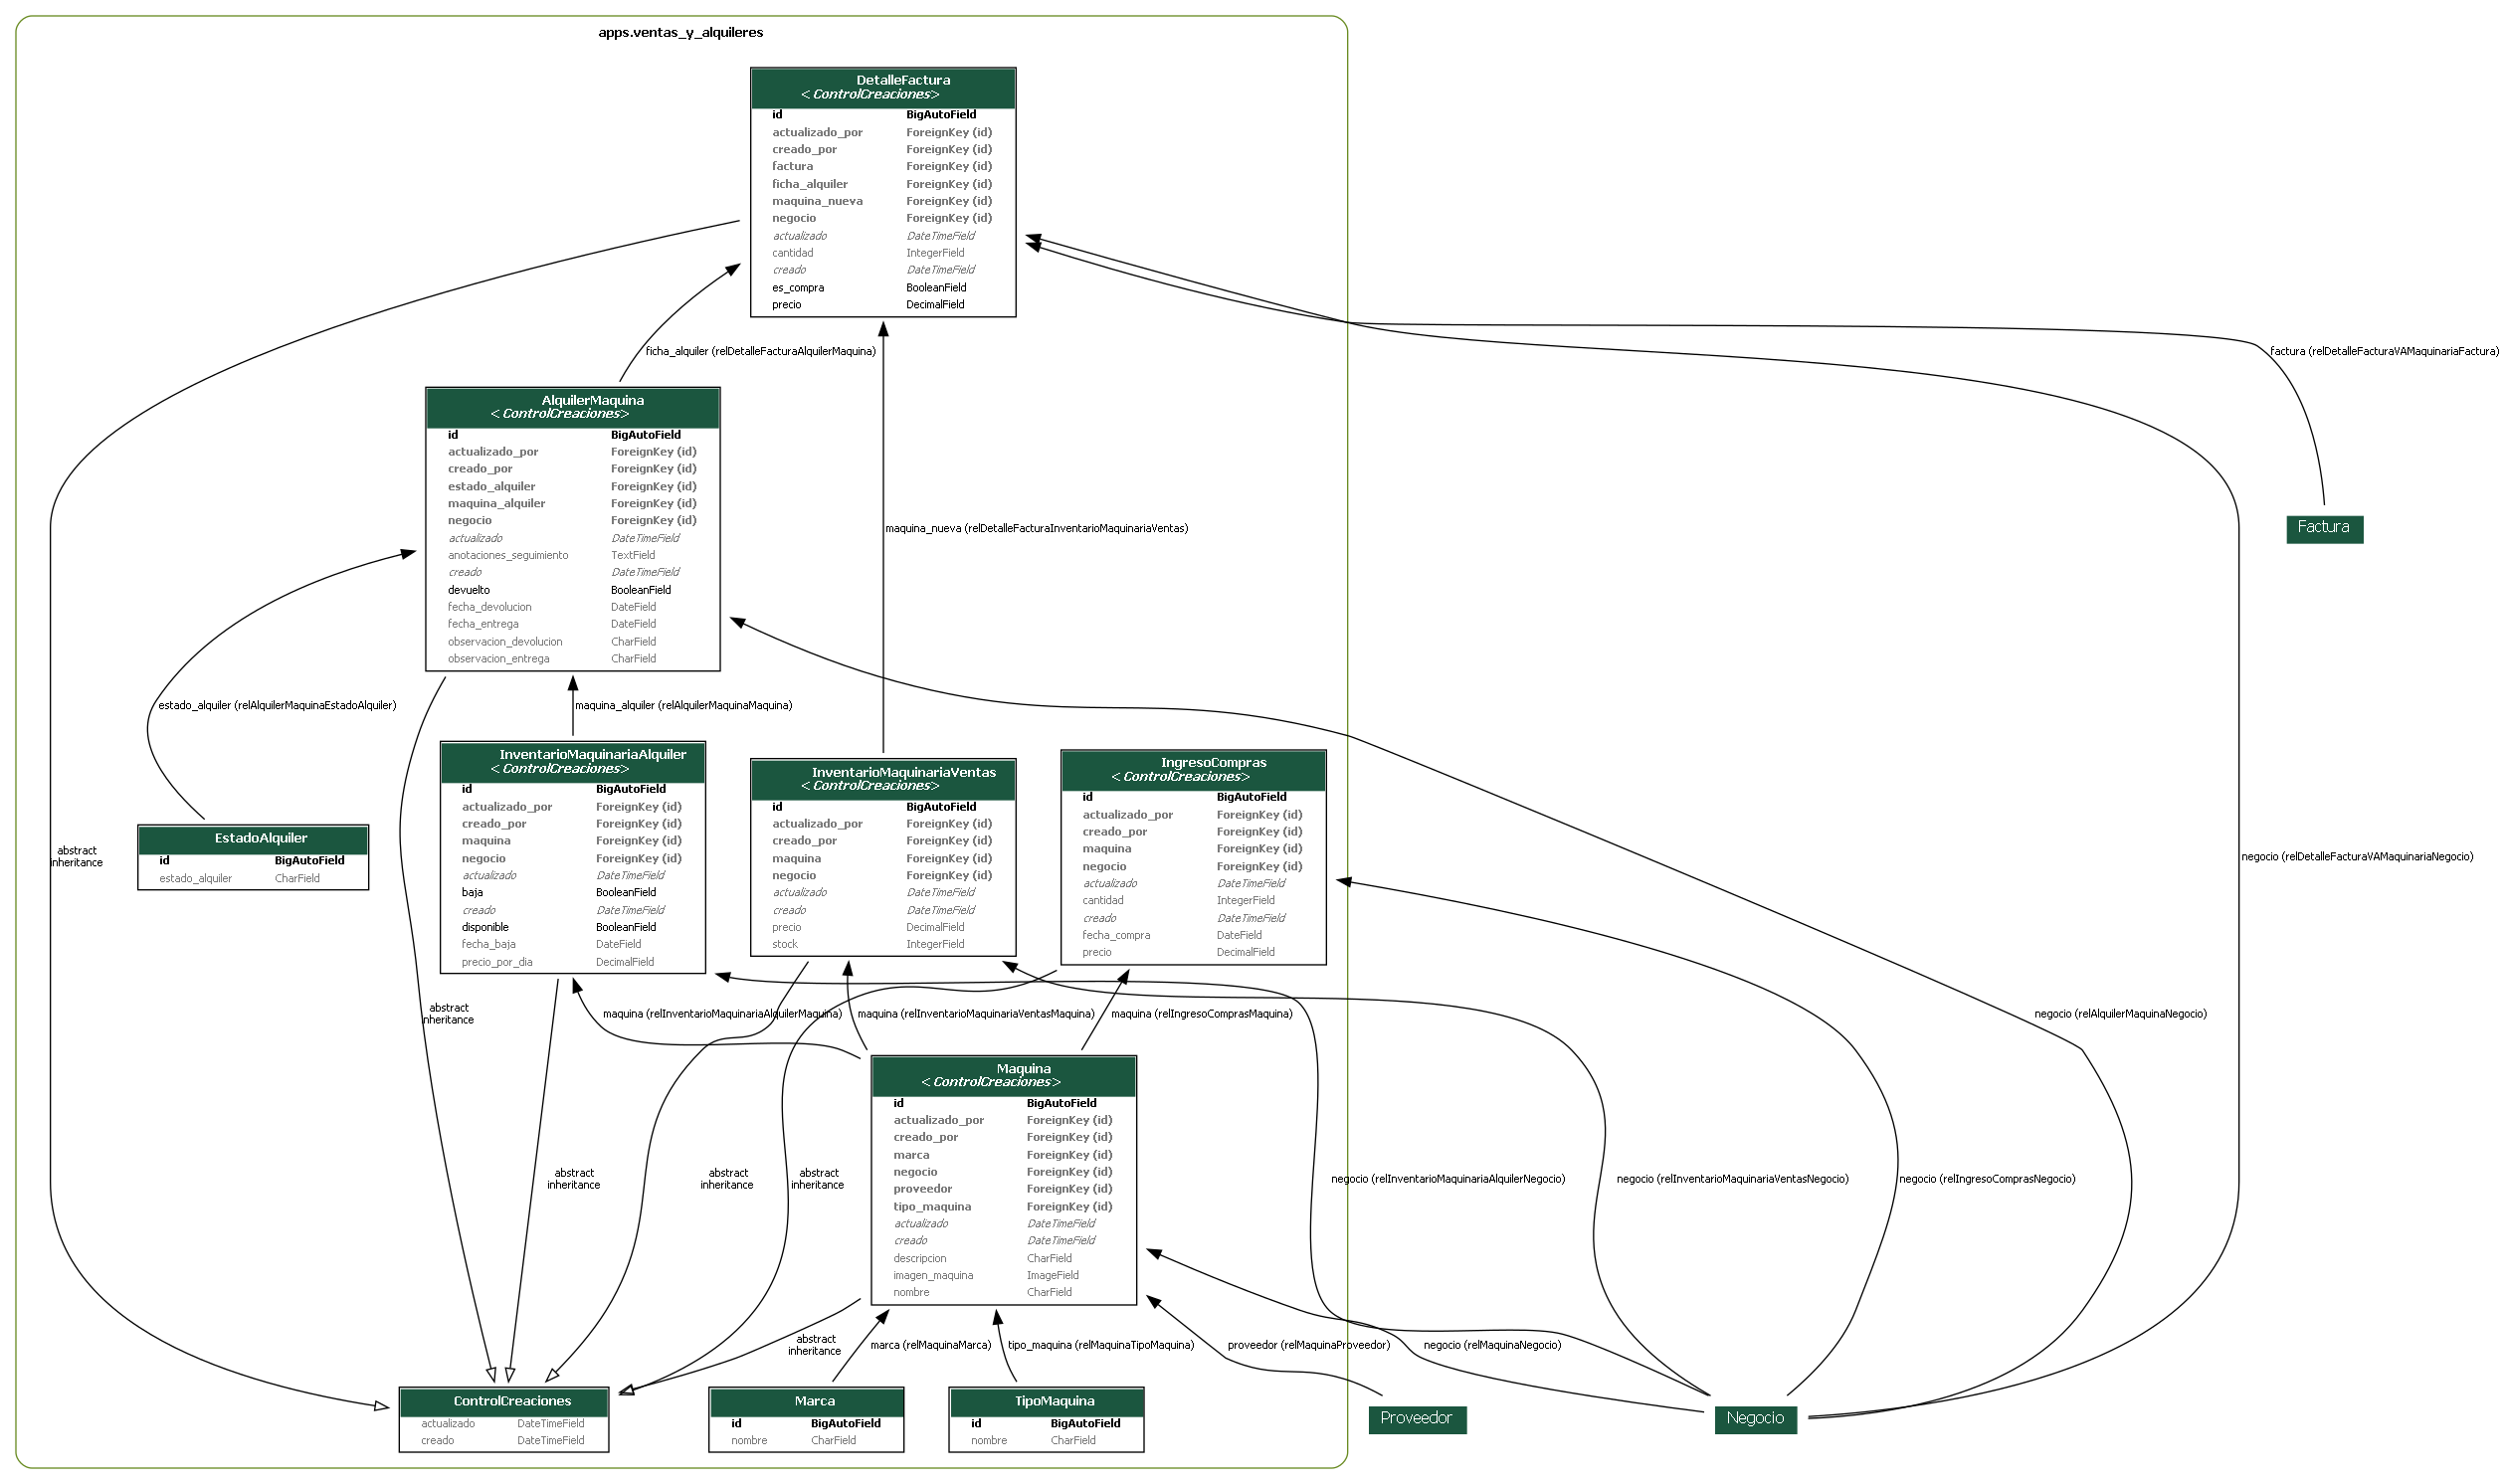 apps.ventas_y_alquileres
DetalleFactura
<ControlCreaciones>
id BigAutoField
actualizado_por ForeignKey (id)
creado_por ForeignKey (id)
factura ForeignKey (id)
ficha_alquiler ForeignKey (id)
maquina_nueva ForeignKey (id)
negocio ForeignKey (id)
actualizado DateTimeField
cantidad IntegerField
creado DateTimeField
es_compra BooleanField
precio DecimalField
ficha_alquiler (relDetalleFacturaAlquilerMaquina)
factura (relDetalleFacturaVAMaquinariaFactura)
AlquilerMaquina
<ControlCreaciones>
id BigAutoField
actualizado_por ForeignKey (id)
creado_por ForeignKey (id)
estado_alquiler ForeignKey (id)
maquina_alquiler ForeignKey (id)
negocio ForeignKey (id)
actualizado DateTimeField
anotaciones_seguimiento TextField
creado DateTimeField
devuelto BooleanField
fecha_devolucion DateField
fecha_entrega DateField
observacion_devolucion CharField
observacion_entrega CharField
maquina_nueva (relDetalleFacturaInventarioMaquinariaVentas)
Factura
estado_alquiler (relAlquilerMaquinaEstadoAlquiler)
maquina_alquiler (relAlquilerMaquinaMaquina)
abstract
inheritance
EstadoAlquiler
id BigAutoField
estado_alquiler CharField
InventarioMaquinariaAlquiler
<ControlCreaciones>
id BigAutoField
actualizado_por ForeignKey (id)
creado_por ForeignKey (id)
maquina ForeignKey (id)
negocio ForeignKey (id)
actualizado DateTimeField
baja BooleanField
creado DateTimeField
disponible BooleanField
fecha_baja DateField
precio_por_dia DecimalField
InventarioMaquinariaVentas
<ControlCreaciones>
id BigAutoField
actualizado_por ForeignKey (id)
creado_por ForeignKey (id)
maquina ForeignKey (id)
negocio ForeignKey (id)
actualizado DateTimeField
creado DateTimeField
precio DecimalField
stock IntegerField
IngresoCompras
<ControlCreaciones>
id BigAutoField
actualizado_por ForeignKey (id)
creado_por ForeignKey (id)
maquina ForeignKey (id)
negocio ForeignKey (id)
actualizado DateTimeField
cantidad IntegerField
creado DateTimeField
fecha_compra DateField
precio DecimalField
negocio (relDetalleFacturaVAMaquinariaNegocio)
abstract
inheritance
maquina (relInventarioMaquinariaAlquilerMaquina)
maquina (relInventarioMaquinariaVentasMaquina)
maquina (relIngresoComprasMaquina)
negocio (relAlquilerMaquinaNegocio)
Maquina
<ControlCreaciones>
id BigAutoField
actualizado_por ForeignKey (id)
creado_por ForeignKey (id)
marca ForeignKey (id)
negocio ForeignKey (id)
proveedor ForeignKey (id)
tipo_maquina ForeignKey (id)
actualizado DateTimeField
creado DateTimeField
descripcion CharField
imagen_maquina ImageField
nombre CharField
abstract
inheritance
abstract
inheritance
abstract
inheritance
negocio (relInventarioMaquinariaAlquilerNegocio)
negocio (relInventarioMaquinariaVentasNegocio)
negocio (relIngresoComprasNegocio)
abstract
inheritance
marca (relMaquinaMarca)
tipo_maquina (relMaquinaTipoMaquina)
proveedor (relMaquinaProveedor)
negocio (relMaquinaNegocio)
ControlCreaciones
actualizado DateTimeField
creado DateTimeField
Marca
id BigAutoField
nombre CharField
TipoMaquina
id BigAutoField
nombre CharField
Proveedor
Negocio